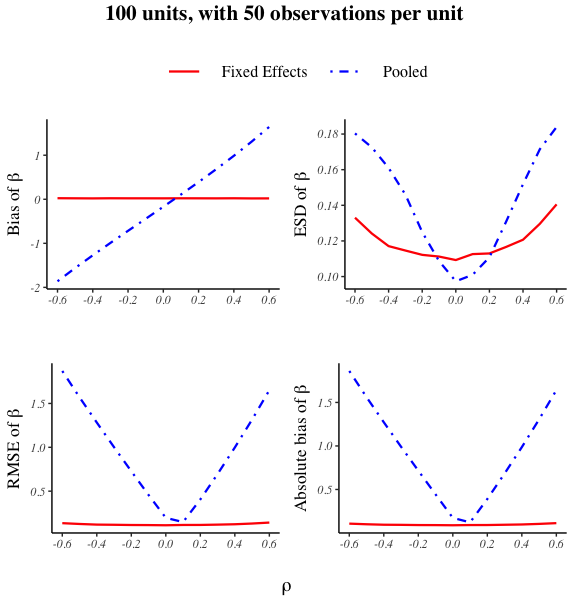 100 units, with 50 observations per unit
Fixed Effects Pooled
Bias of β
1
0
-1
-2
-0.6 -0.4 -0.2 0.0 0.2 0.4 0.6
ESD of β
0.18
0.16
0.14
0.12
0.10
-0.6 -0.4 -0.2 0.0 0.2 0.4 0.6
RMSE of β
1.5
1.0
0.5
-0.6 -0.4 -0.2 0.0 0.2 0.4 0.6
Absolute bias of β
1.5
1.0
0.5
-0.6 -0.4 -0.2 0.0 0.2 0.4 0.6
ρ